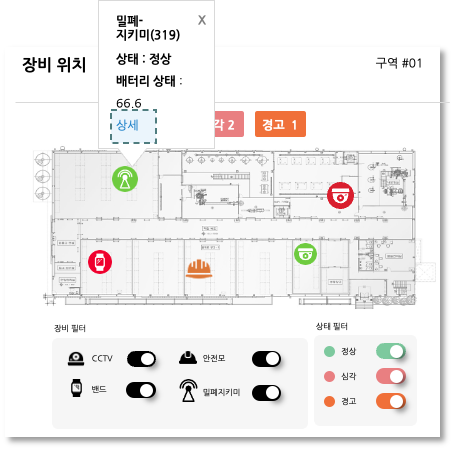 밀폐-
지키미(319)
X
상태 : 정상
배터리 상태 :
66.6
상세
장비 위치
구역 #01
각 2
경고 1
장비 필터
CCTV
안전모
밴드
밀폐지키미
상태 필터
정상
심각
경고